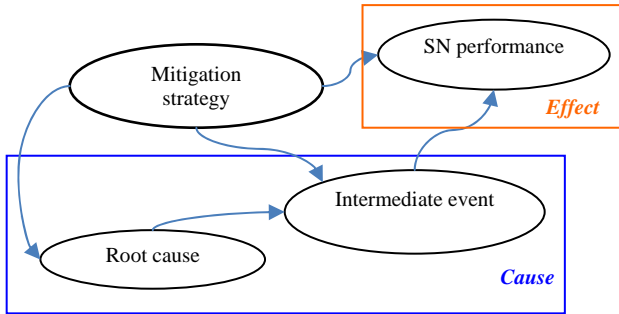 SN performance
Mitigation
strategy
Effect
Intermediate event
Root cause
Cause